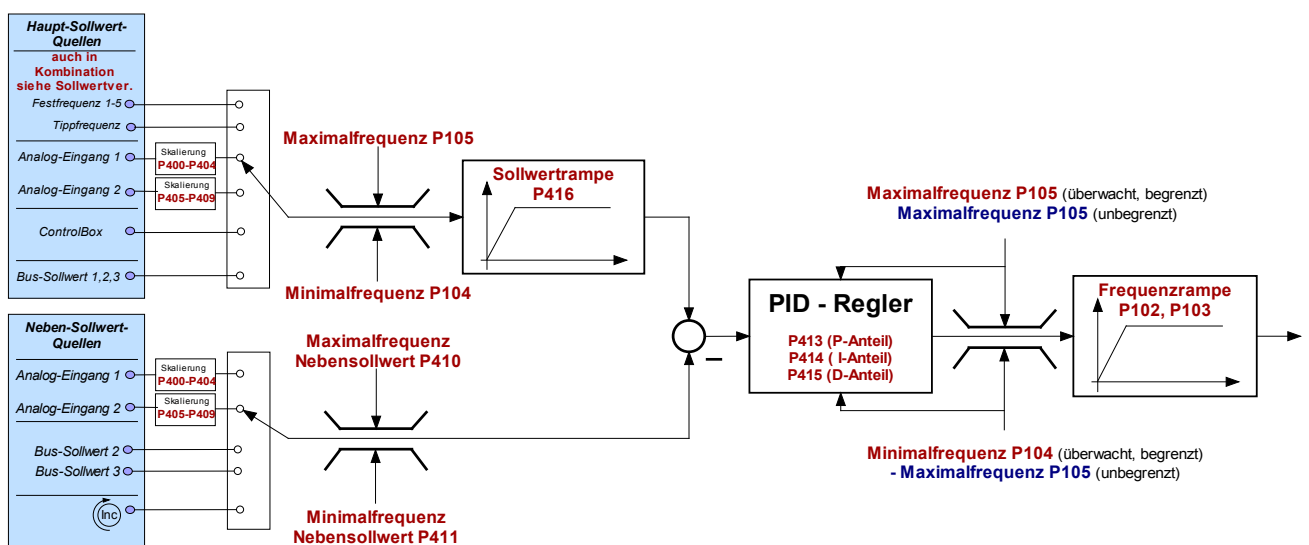 Haupt-Sollwert-
Quellen
auch in
Kombination
siehe Sollwertver.
Festfrequenz 1-5
Tippfrequenz
Analog-Eingang 1
Skalierung
P400-P404
Analog-Eingang 2
Skalierung
P405-P409
ControlBox
Bus-Sollwert 1,2,3
Maximalfrequenz P105
Minimalfrequenz P104
Sollwertrampe
P416
Neben-Sollwert-
Quellen
Analog-Eingang 1
Skalierung
P400-P404
Analog-Eingang 2
Skalierung
P405-P409
Bus-Sollwert 2
Bus-Sollwert 3
Inc
Maximalfrequenz
Nebensollwert P410
Minimalfrequenz
Nebensollwert P411
–
PID - Regler
P413 (P-Anteil)
P414 ( I-Anteil)
P415 (D-Anteil)
Maximalfrequenz P105 (überwacht, begrenzt)
Maximalfrequenz P105 (unbegrenzt)
Minimalfrequenz P104 (überwacht, begrenzt)
- Maximalfrequenz P105 (unbegrenzt)
Frequenzrampe
P102, P103